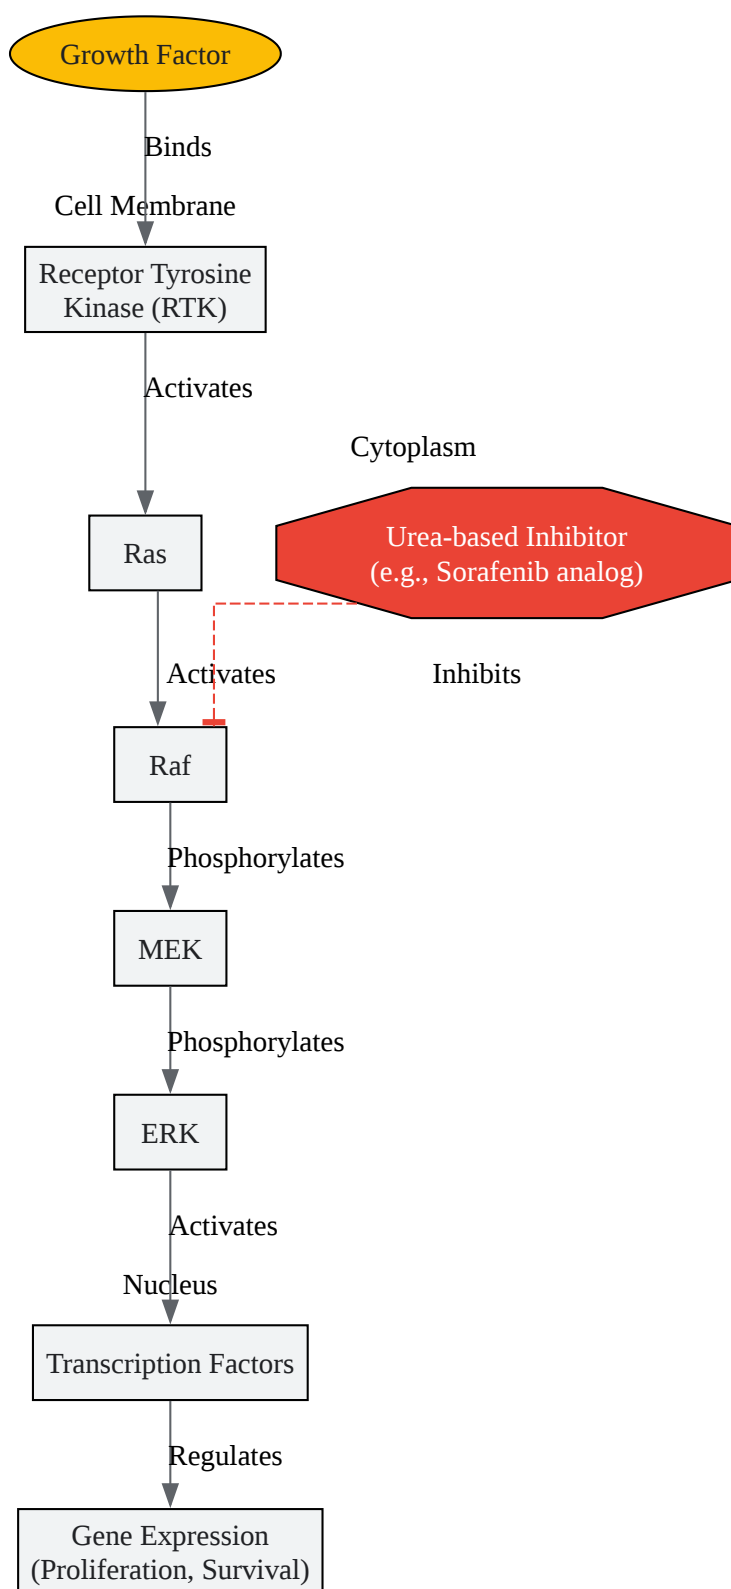 Growth Factor
Binds
Cell Membrane
Receptor Tyrosine
Kinase (RTK)
Activates
Cytoplasm
Ras
Urea-based Inhibitor
(e.g., Sorafenib analog)
Activates
Inhibits
Raf
Phosphorylates
MEK
Phosphorylates
ERK
Activates
Nucleus
Transcription Factors
Regulates
Gene Expression
(Proliferation, Survival)